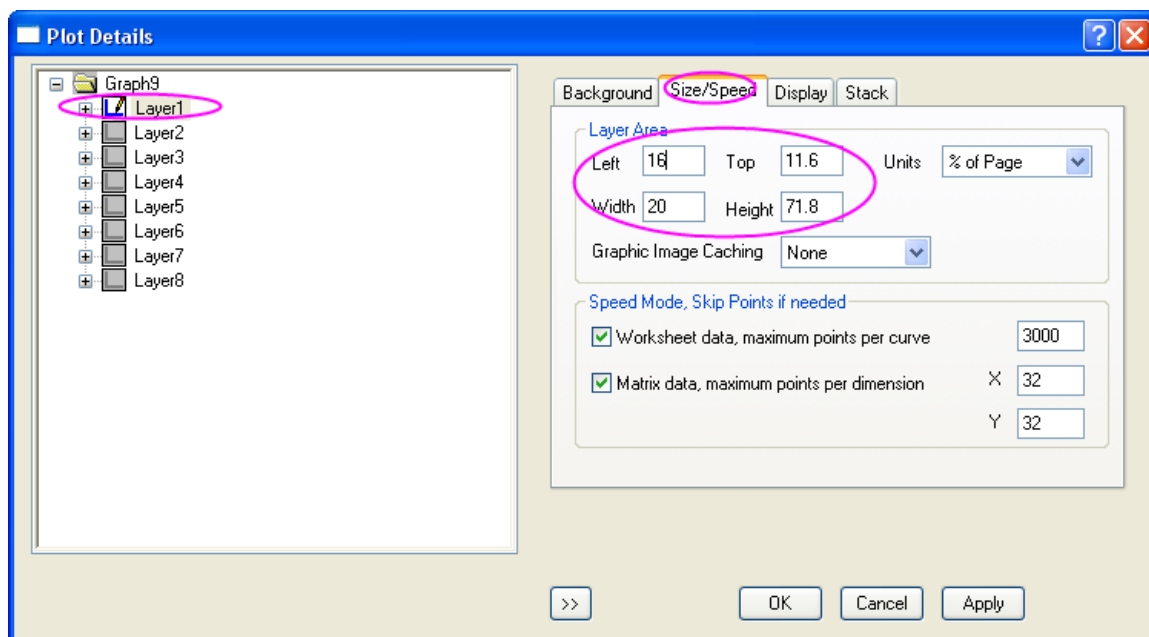 Plot Details
Graph9
Layer1
Layer2
Layer3
Layer4
Layer5
Layer6
Layer7
Layer8
Background Size/Speed Display Stack
Layer Area
Left 16 Top 11.6 Units % of Page
Width 20 Height 71.8
Graphic Image Caching None
Speed Mode, Skip Points if needed
Worksheet data, maximum points per curve 3000
Matrix data, maximum points per dimension X 32
Y 32
>> OK Cancel Apply